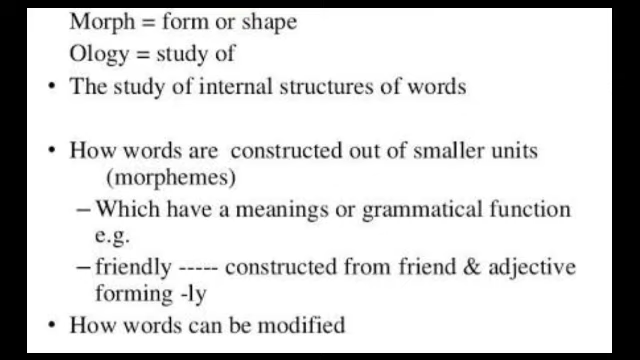 Morph = form or shape
Ology = study of
• The study of internal structures of words
• How words are constructed out of smaller units
(morphemes)
– Which have a meanings or grammatical function
e.g.
– friendly ----- constructed from friend & adjective
forming -ly
• How words can be modified